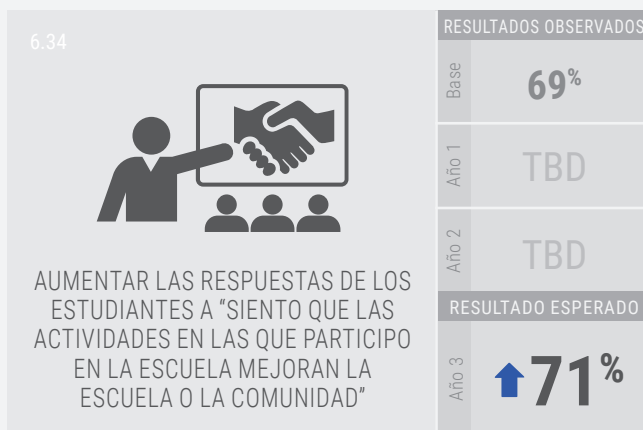 6.34
AUMENTAR LAS RESPUESTAS DE LOS
ESTUDIANTES A “SIENTO QUE LAS
ACTIVIDADES EN LAS QUE PARTICIPO
EN LA ESCUELA MEJORAN LA
ESCUELA O LA COMUNIDAD”
RESULTADOS OBSERVADOS
Base
69%
Año 1
TBD
Año 2
TBD
RESULTADO ESPERADO
Año 3
71%